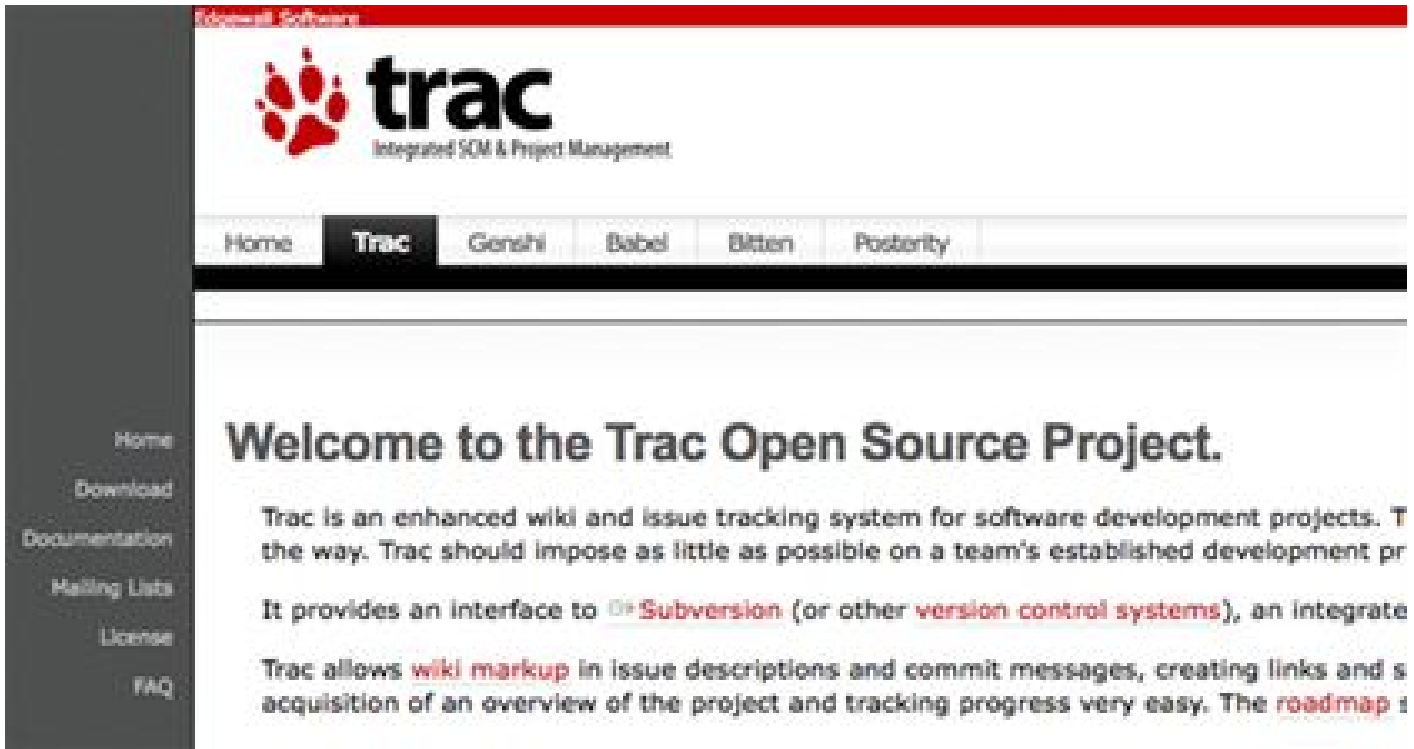 Edgewall Software
trac
Integrated SCM & Project Management
Home Trac Genshi Babel Bitten Posterity
Home
Download
Documentation
Mailing Lists
License
FAQ
Welcome to the Trac Open Source Project.
Trac is an enhanced wiki and issue tracking system for software development projects. T
the way. Trac should impose as little as possible on a team's established development pr
It provides an interface to Subversion (or other version control systems), an integrate
Trac allows wiki markup in issue descriptions and commit messages, creating links and s
acquisition of an overview of the project and tracking progress very easy. The roadmap s